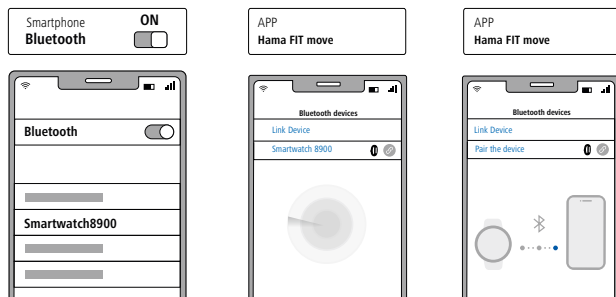 Smartphone
ON
Bluetooth
Bluetooth
Smartwatch8900
APP
Hama FIT move
Bluetooth devices
Link Device
Smartwatch 8900
APP
Hama FIT move
Bluetooth devices
Link Device
Pair the device